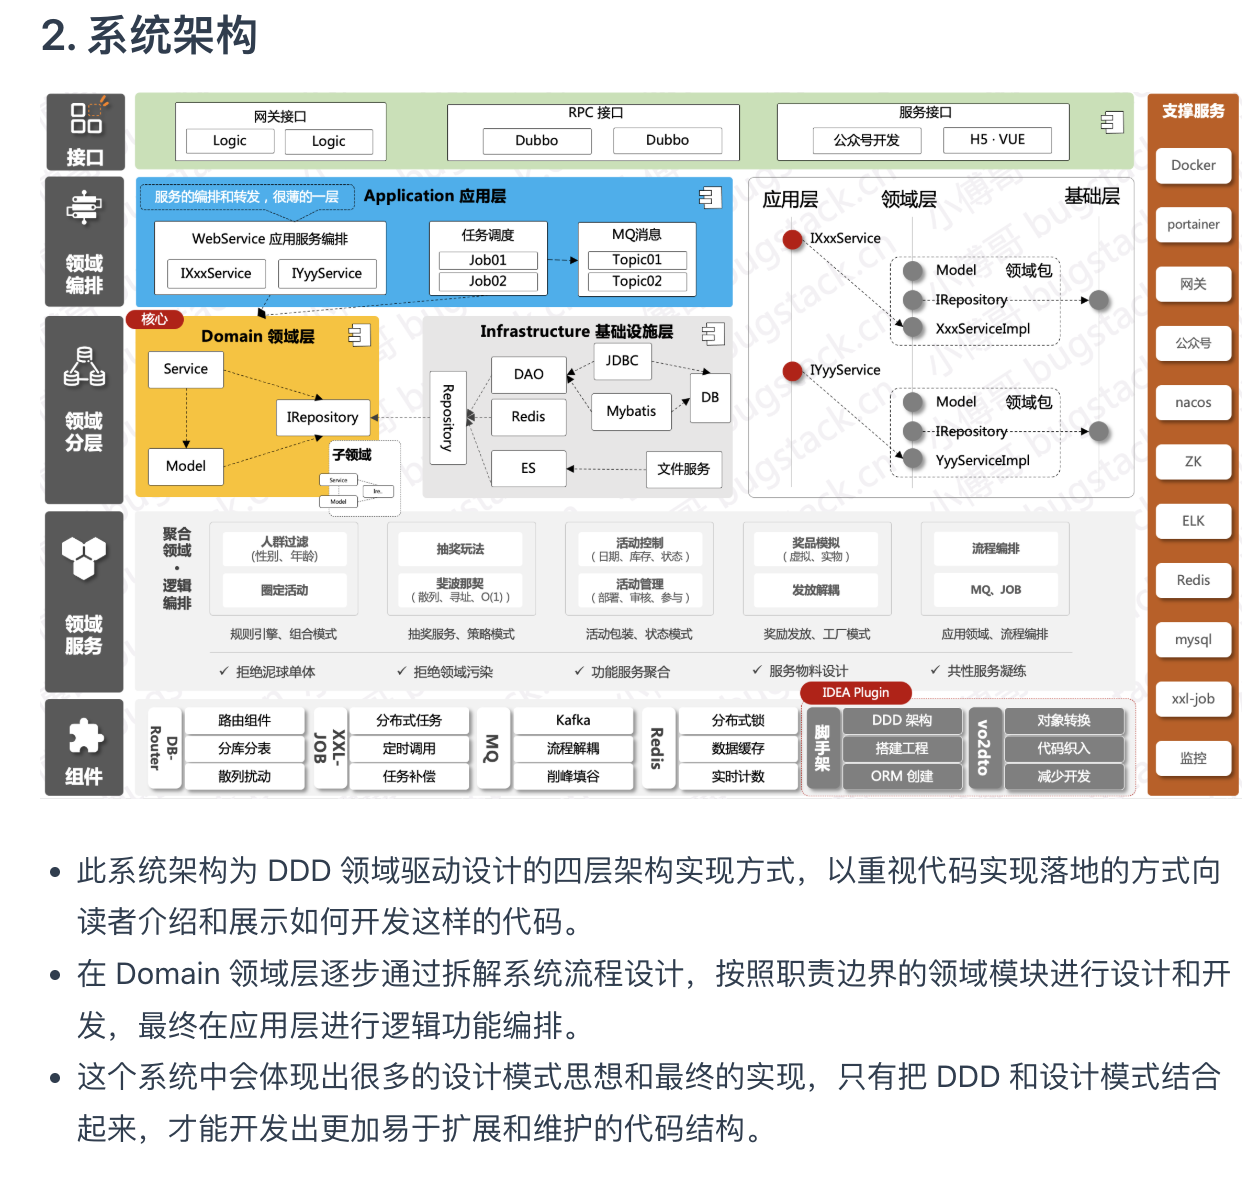 2. 系统架构
接口
网关接口
Logic
Logic
RPC 接口
Dubbo
Dubbo
服务接口
公众号开发
H5 · VUE
领域
编排
服务的编排和转发，很薄的一层
Application 应用层
WebService 应用服务编排
IXxxService
IYyyService
任务调度
Job01
Job02
MQ消息
Topic01
Topic02
应用层
领域层
基础层
IXxxService
Model
领域包
IRepository
XxxServiceImpl
IYyyService
Model
领域包
IRepository
YyyServiceImpl
领域
分层
核心
Domain 领域层
Service
IRepository
Model
子领域
Service
Model
Infrastructure 基础设施层
Repository
DAO
Redis
ES
JDBC
Mybatis
DB
文件服务
领域
服务
聚合
领域
·
逻辑
编排
人群过滤
(性别、年龄)
圈定活动
规则引擎、组合模式
✓ 拒绝泥球单体
抽奖玩法
斐波那契
( 散列、寻址、O(1) )
抽奖服务、策略模式
✓ 拒绝领域污染
活动控制
( 日期、库存、状态 )
活动管理
( 部署、审核、参与 )
活动包装、状态模式
✓ 功能服务聚合
奖品模拟
( 虚拟、实物 )
发放解耦
奖励发放、工厂模式
✓ 服务物料设计
流程编排
MQ、JOB
应用领域、流程编排
✓ 共性服务凝练
组件
DB-
Router
路由组件
分库分表
散列扰动
XXL-
JOB
分布式任务
定时调用
任务补偿
MQ
Kafka
流程解耦
削峰填谷
Redis
分布式锁
数据缓存
实时计数
IDEA Plugin
脚手架
DDD 架构
搭建工程
ORM 创建
vo2dto
对象转换
代码织入
减少开发
支撑服务
Docker
portainer
网关
公众号
nacos
ZK
ELK
Redis
mysql
xxl-job
监控
• 此系统架构为 DDD 领域驱动设计的四层架构实现方式，以重视代码实现落地的方式向
读者介绍和展示如何开发这样的代码。
• 在 Domain 领域层逐步通过拆解系统流程设计，按照职责边界的领域模块进行设计和开
发，最终在应用层进行逻辑功能编排。
• 这个系统中会体现出很多的设计模式思想和最终的实现，只有把 DDD 和设计模式结合
起来，才能开发出更加易于扩展和维护的代码结构。